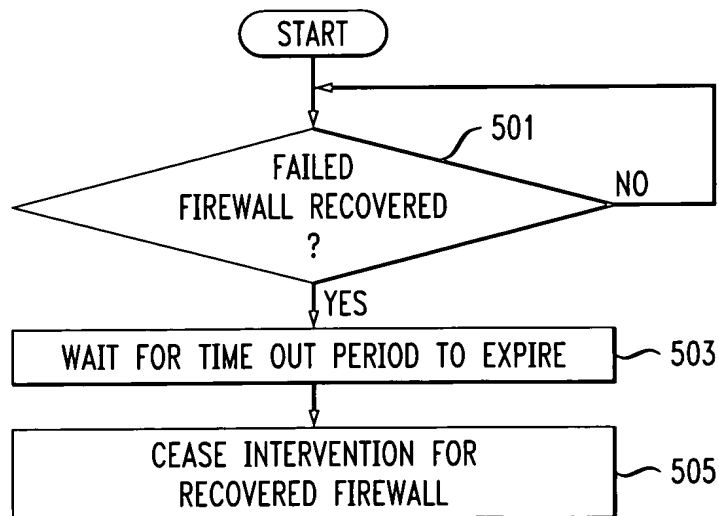 START
501
FAILED
FIREWALL RECOVERED
?
NO
YES
WAIT FOR TIME OUT PERIOD TO EXPIRE
503
CEASE INTERVENTION FOR
RECOVERED FIREWALL
505